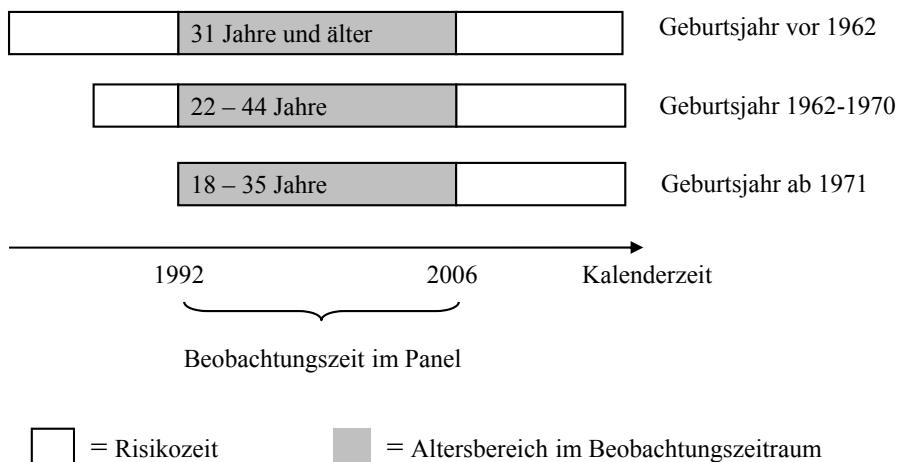 31 Jahre und älter Geburtsjahr vor 1962
22 – 44 Jahre Geburtsjahr 1962-1970
18 – 35 Jahre Geburtsjahr ab 1971
1992 2006 Kalenderzeit
Beobachtungszeit im Panel
= Risikozeit = Altersbereich im Beobachtungszeitraum